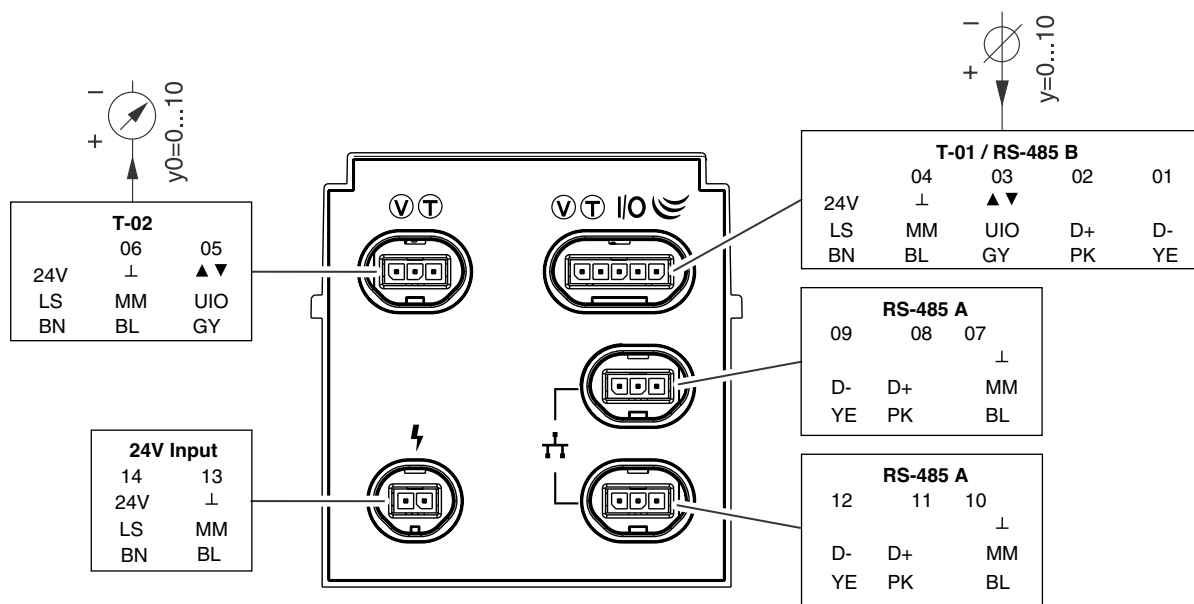 − + y0=0...10
− + y=0...10
T-02
06 05
24V ⊥ ▲ ▼
LS MM UIO
BN BL GY
V T
V T I/O
T-01 / RS-485 B
04 03 02 01
24V ⊥ ▲ ▼
LS MM UIO D+ D-
BN BL GY PK YE
RS-485 A
09 08 07
⊥
D- D+ MM
YE PK BL
24V Input
14 13
24V ⊥
LS MM
BN BL
RS-485 A
12 11 10
⊥
D- D+ MM
YE PK BL